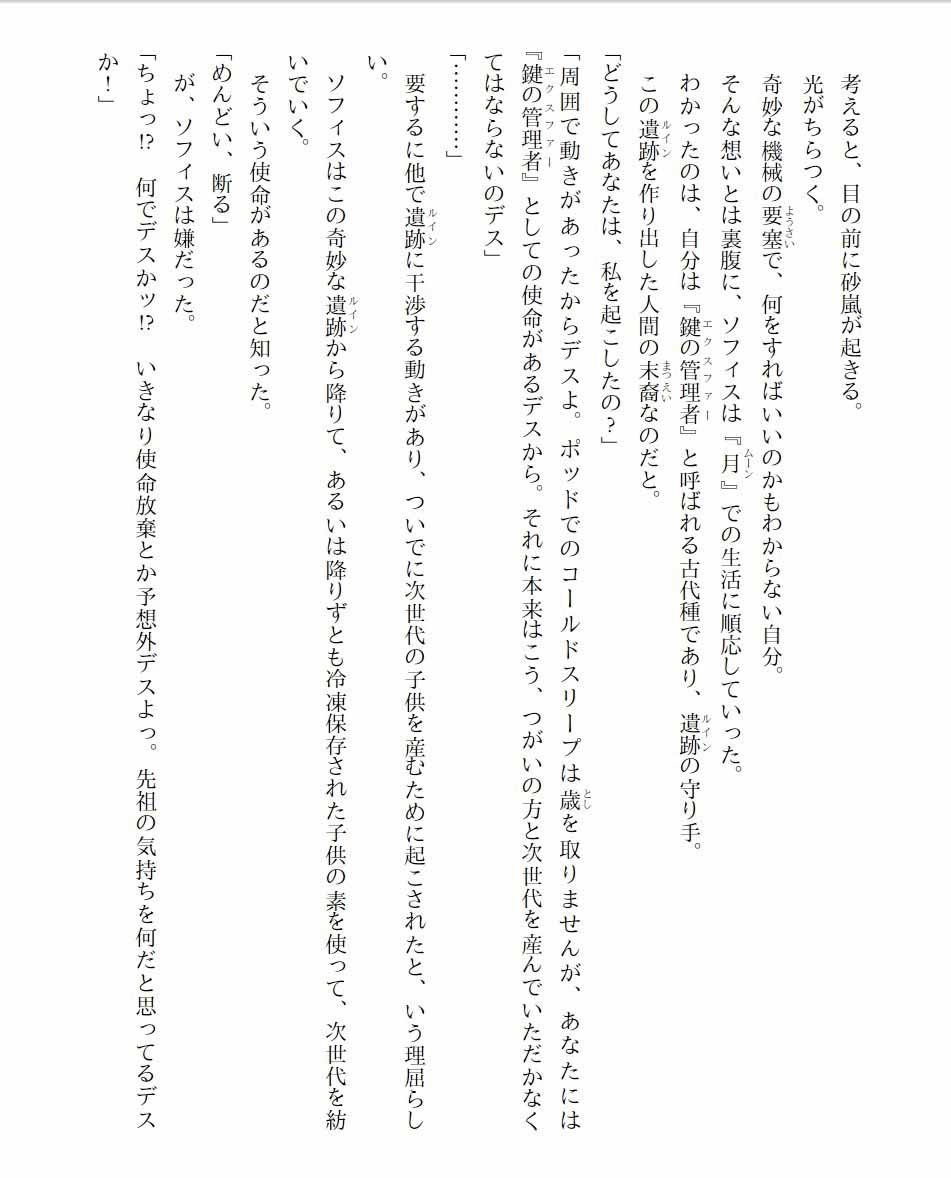 考えると、目の前に砂嵐が起きる。
光がちらつく。
奇妙な機械の要塞で、何をすればいいのかもわからない自分。
そんな想いとは裏腹に、ソフィスは『月』での生活に順応していった。
わかったのは、自分は『鍵の管理者』と呼ばれる古代種であり、遺跡の守り手。
この遺跡を作り出した人間の末裔なのだと。
「どうしてあなたは、私を起こしたの？」
「周囲で動きがあったからデスよ。ポッドでのコールドスリープは歳を取りませんが、あなたには
『鍵の管理者』としての使命があるデスから。それに本来はこう、つがいの方と次世代を産んでいただかなく
てはならないのデス」
「…………」
要するに他で遺跡に干渉する動きがあり、ついでに次世代の子供を産むために起こされたと、いう理屈らし
い。
ソフィスはこの奇妙な遺跡から降りて、あるいは降りずとも冷凍保存された子供の素を使って、次世代を紡
いでいく。
そういう使命があるのだと知った。
「めんどい、断る」
が、ソフィスは嫌だった。
「ちょっ!?　何でデスかッ!?　いきなり使命放棄とか予想外デスよっ。先祖の気持ちを何だと思ってるデス
か！」